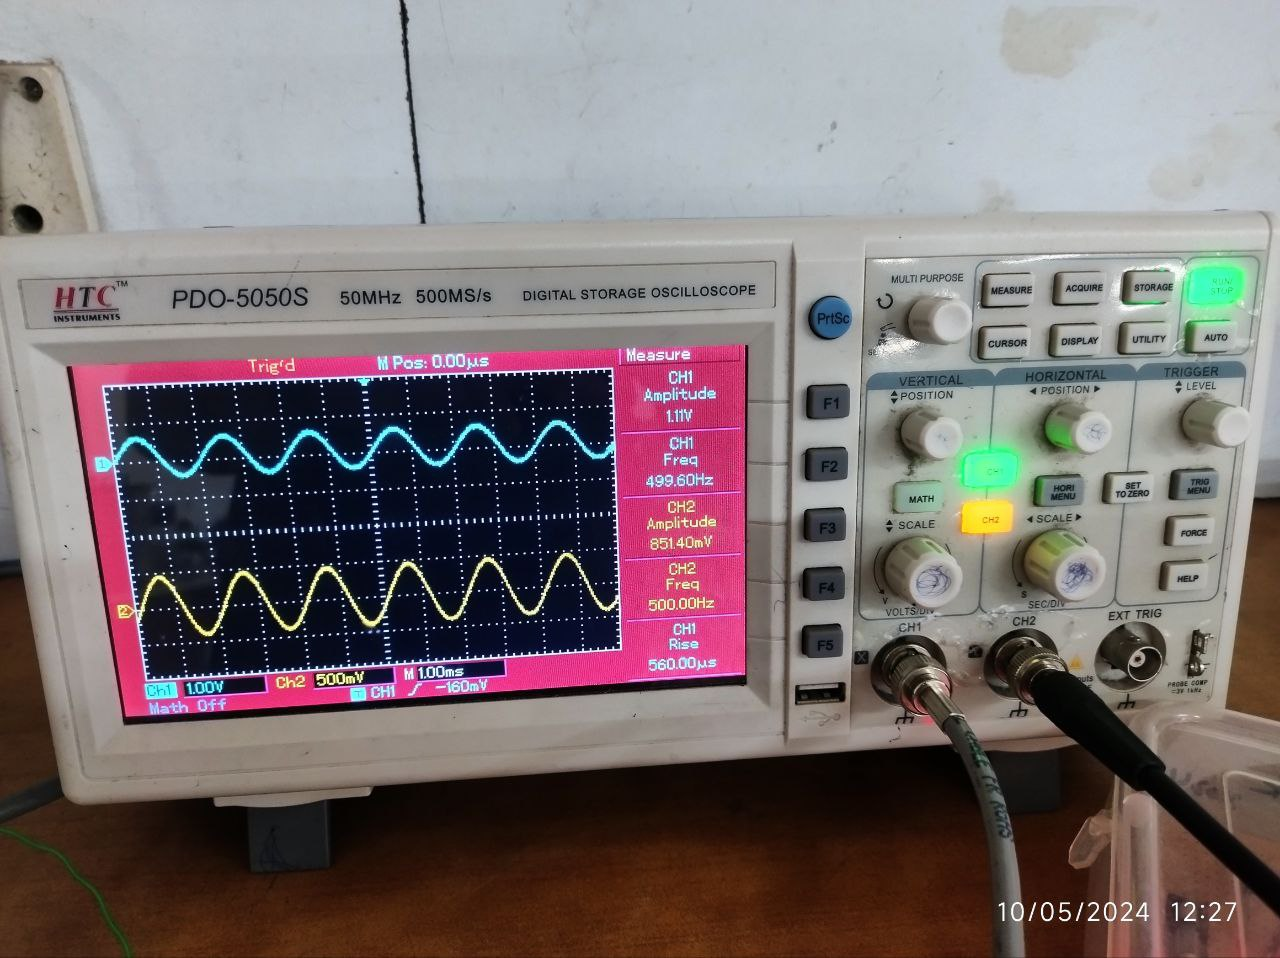 HTC™
INSTRUMENTS
PDO-5050S 50MHz 500MS/s DIGITAL STORAGE OSCILLOSCOPE
Trig'd M Pos: 0.00µs
Measure
CH1
Amplitude
1.11V
CH1
Freq
499.60Hz
CH2
Amplitude
851.40mV
CH2
Freq
500.00Hz
CH1
Rise
560.00µs
1
2
Ch1 1.00V Ch2 500mV M 1.00ms
CH1 -160mV
Math Off
PrtSc
F1
F2
F3
F4
F5
MULTI PURPOSE
MEASURE ACQUIRE STORAGE RUN/STOP
CURSOR DISPLAY UTILITY AUTO
VERTICAL HORIZONTAL TRIGGER
POSITION POSITION LEVEL
CH1
MATH
HORI MENU
SET TO ZERO
TRIG MENU
CH2
SCALE SCALE
FORCE
HELP
V S
VOLTS/DIV SEC/DIV
CH1 CH2 EXT TRIG
PROBE COMP
10/05/2024 12:27